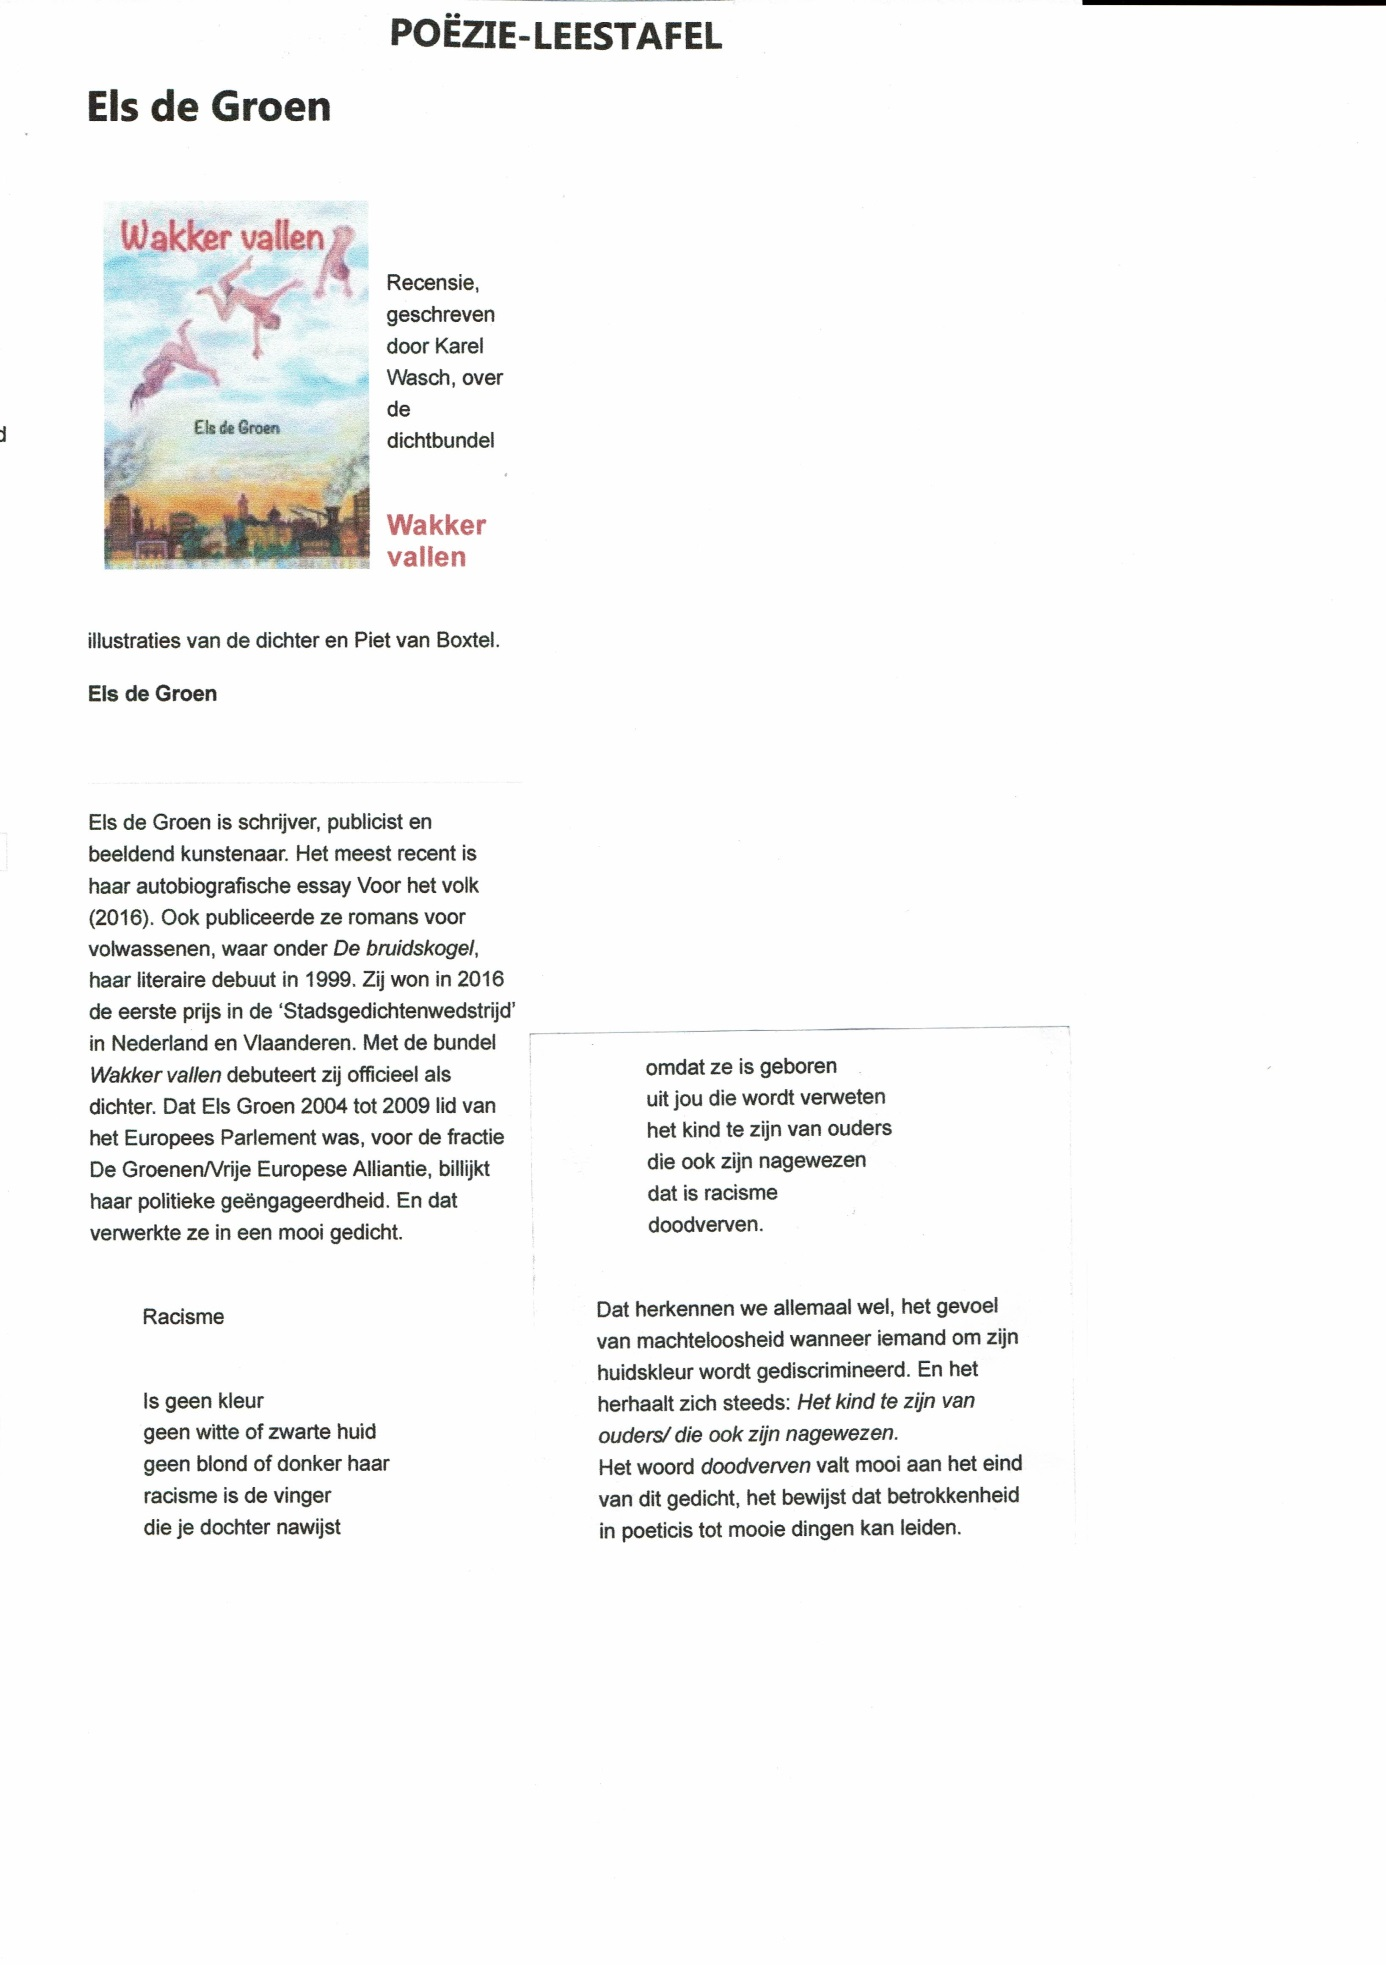 POËZIE-LEESTAFEL
Els de Groen
Wakker vallen
Els de Groen
Recensie,
geschreven
door Karel
Wasch, over
de
dichtbundel
Wakker
vallen
illustraties van de dichter en Piet van Boxtel.
Els de Groen
Els de Groen is schrijver, publicist en
beeldend kunstenaar. Het meest recent is
haar autobiografische essay Voor het volk
(2016). Ook publiceerde ze romans voor
volwassenen, waar onder De bruidskogel,
haar literaire debuut in 1999. Zij won in 2016
de eerste prijs in de ‘Stadsgedichtenwedstrijd’
in Nederland en Vlaanderen. Met de bundel
Wakker vallen debuteert zij officieel als
dichter. Dat Els Groen 2004 tot 2009 lid van
het Europees Parlement was, voor de fractie
De Groenen/Vrije Europese Alliantie, billijkt
haar politieke geëngageerdheid. En dat
verwerkte ze in een mooi gedicht.
Racisme
Is geen kleur
geen witte of zwarte huid
geen blond of donker haar
racisme is de vinger
die je dochter nawijst
omdat ze is geboren
uit jou die wordt verweten
het kind te zijn van ouders
die ook zijn nagewezen
dat is racisme
doodverven.
Dat herkennen we allemaal wel, het gevoel
van machteloosheid wanneer iemand om zijn
huidskleur wordt gediscrimineerd. En het
herhaalt zich steeds: Het kind te zijn van
ouders/ die ook zijn nagewezen.
Het woord doodverven valt mooi aan het eind
van dit gedicht, het bewijst dat betrokkenheid
in poeticis tot mooie dingen kan leiden.